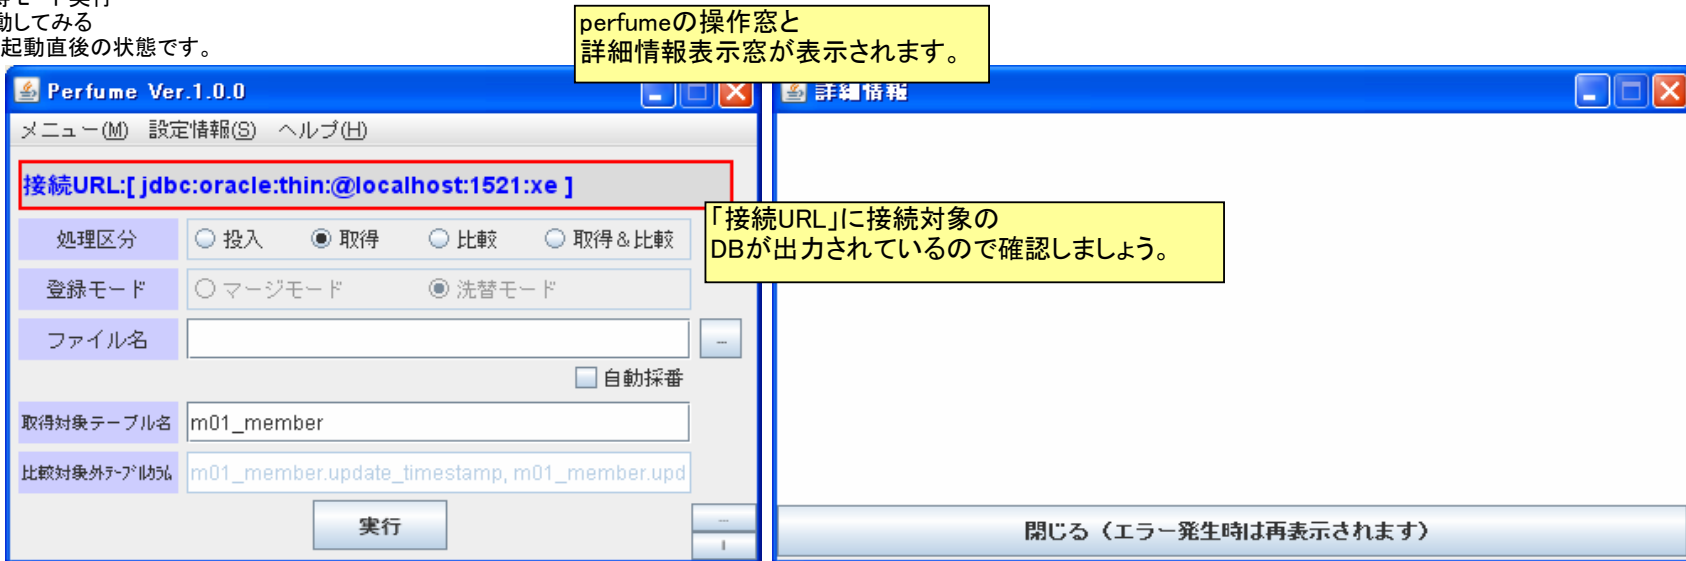 モード実行
動してみる
起動直後の状態です。
perfumeの操作窓と
詳細情報表示窓が表示されます。
Perfume Ver.1.0.0
メニュー(M) 設定情報(S) ヘルプ(H)
接続URL:[ jdbc:oracle:thin:@localhost:1521:xe ]
処理区分 投入 取得 比較 取得＆比較
登録モード マージモード 洗替モード
ファイル名 ...
自動採番
取得対象テーブル名 m01_member
比較対象外ﾃｰﾌﾞﾙｶﾗﾑ m01_member.update_timestamp, m01_member.upd
実行
詳細情報
「接続URL」に接続対象の
DBが出力されているので確認しましょう。
閉じる（エラー発生時は再表示されます）